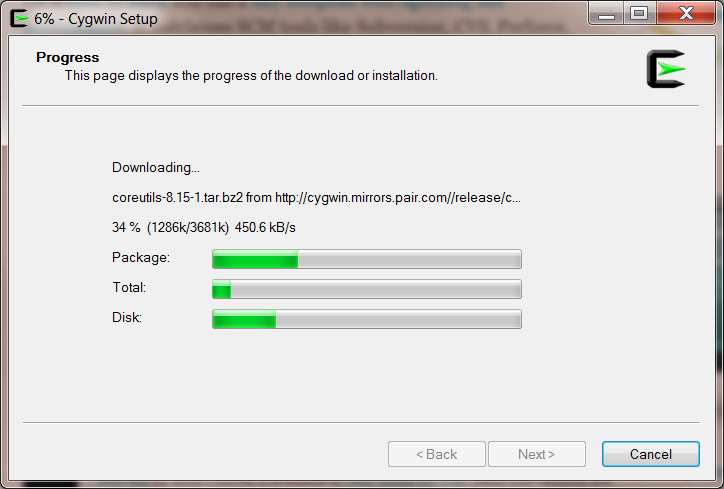 6% - Cygwin Setup
Progress
This page displays the progress of the download or installation.
Downloading...
coreutils-8.15-1.tar.bz2 from http://cygwin.mirrors.pair.com//release/c...
34 % (1286k/3681k) 450.6 kB/s
Package:
Total:
Disk:
< Back
Next >
Cancel